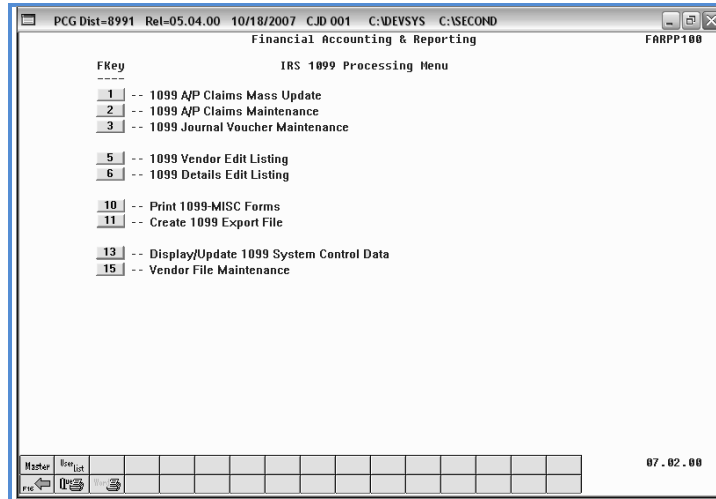 PCG Dist=8991 Rel=05.04.00 10/18/2007 CJD 001 C:\DEVSYS C:\SECOND
Financial Accounting & Reporting FARPP100
FKey IRS 1099 Processing Menu
----
1 -- 1099 A/P Claims Mass Update
2 -- 1099 A/P Claims Maintenance
3 -- 1099 Journal Voucher Maintenance
5 -- 1099 Vendor Edit Listing
6 -- 1099 Details Edit Listing
10 -- Print 1099-MISC Forms
11 -- Create 1099 Export File
13 -- Display/Update 1099 System Control Data
15 -- Vendor File Maintenance
Master User List 07.02.00
F16